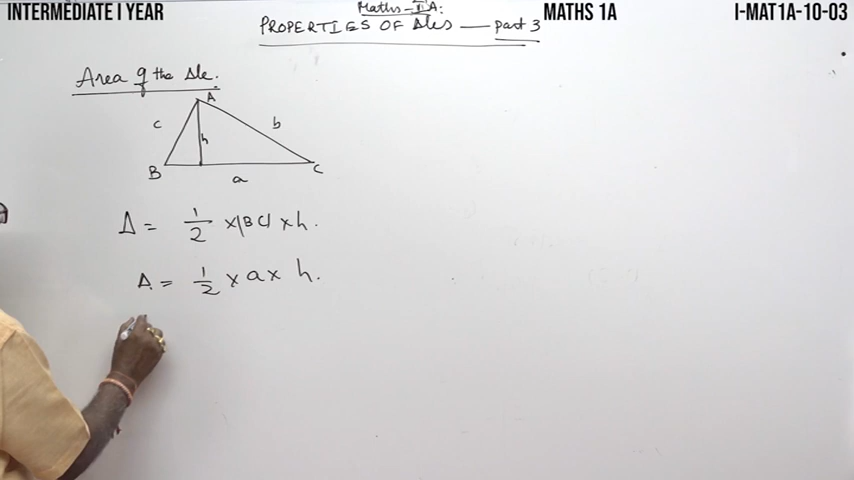 INTERMEDIATE I YEAR
Maths - IA:
MATHS 1A
I-MAT1A-10-03
PROPERTIES OF Δles — part 3
Area of the Δle.
A
c
b
h
B
C
a
Δ = 1/2 × |BC| × h.
Δ = 1/2 × a × h.